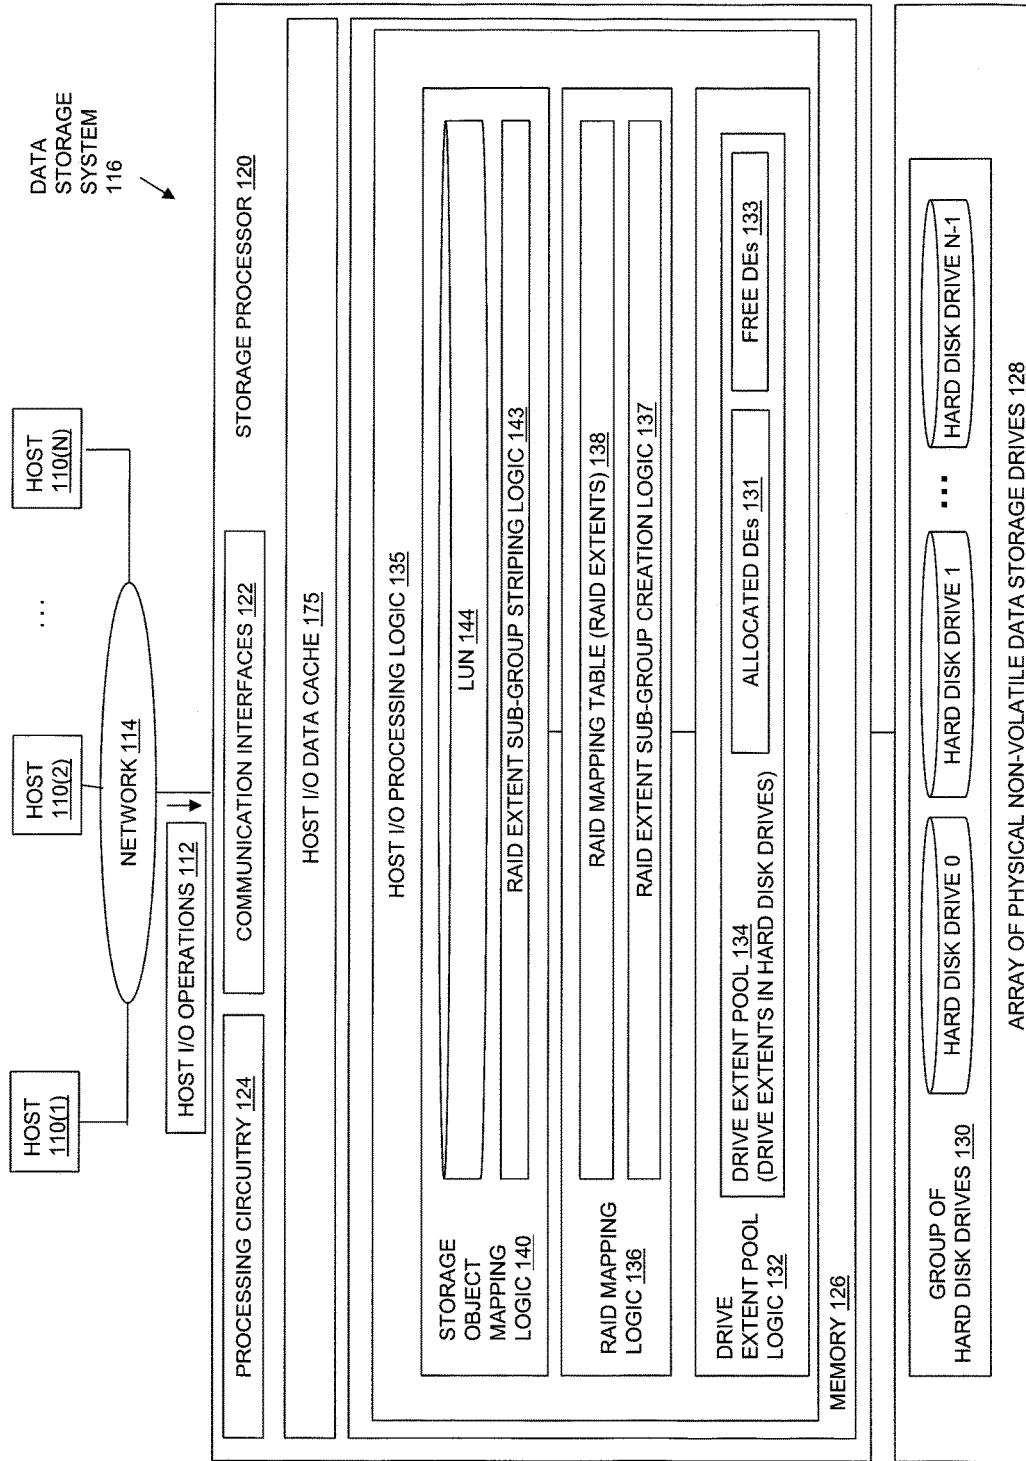 DATA
STORAGE
SYSTEM
116
HOST
110(1)
HOST
110(2)
...
HOST
110(N)
NETWORK 114
HOST I/O OPERATIONS 112
STORAGE PROCESSOR 120
PROCESSING CIRCUITRY 124
COMMUNICATION INTERFACES 122
HOST I/O DATA CACHE 175
HOST I/O PROCESSING LOGIC 135
STORAGE
OBJECT
MAPPING
LOGIC 140
LUN 144
RAID EXTENT SUB-GROUP STRIPING LOGIC 143
RAID MAPPING
LOGIC 136
RAID MAPPING TABLE (RAID EXTENTS) 138
RAID EXTENT SUB-GROUP CREATION LOGIC 137
DRIVE
EXTENT POOL
LOGIC 132
DRIVE EXTENT POOL 134
(DRIVE EXTENTS IN HARD DISK DRIVES)
ALLOCATED DEs 131
FREE DEs 133
MEMORY 126
GROUP OF
HARD DISK DRIVES 130
HARD DISK DRIVE 0
HARD DISK DRIVE 1
...
HARD DISK DRIVE N-1
ARRAY OF PHYSICAL NON-VOLATILE DATA STORAGE DRIVES 128